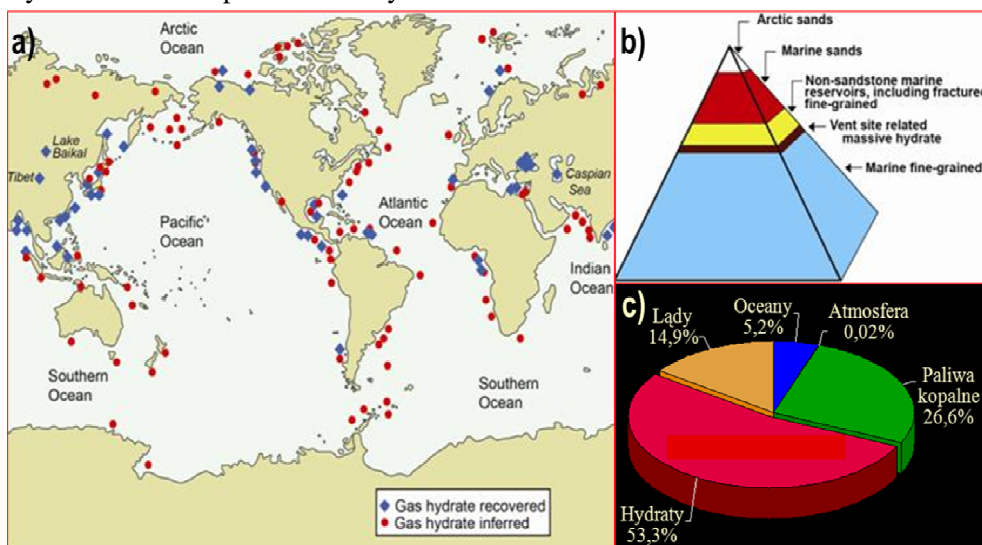 a)
Arctic
Ocean
Lake
Baikal
Tibet
Pacific
Ocean
Atlantic
Ocean
Caspian
Sea
Indian
Ocean
Southern
Ocean
Southern
Ocean
Gas hydrate recovered
Gas hydrate inferred
b)
Arctic sands
Marine sands
Non-sandstone marine
reservoirs, including fractured
fine-grained
Vent site related
massive hydrate
Marine fine-grained
c)
Oceany
5,2%
Atmosfera
0,02%
Lądy
14,9%
Paliwa
kopalne
26,6%
Hydraty
53,3%